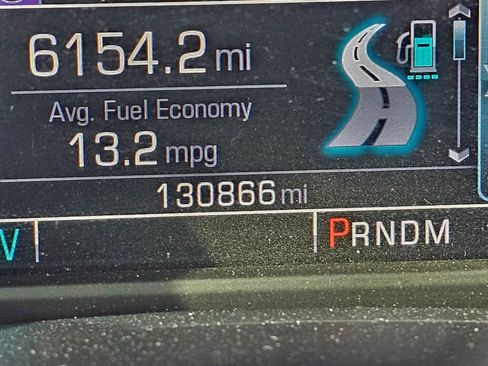 6154.2 mi
Avg. Fuel Economy
13.2 mpg
130866 mi
V
PRNDM